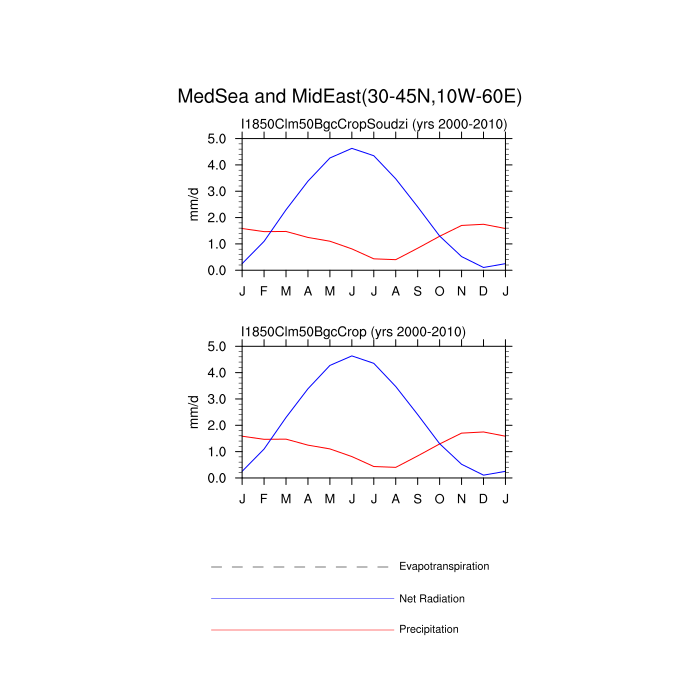 MedSea and MidEast(30-45N,10W-60E)
I1850Clm50BgcCropSoudzi (yrs 2000-2010)
5.0
4.0
3.0
2.0
1.0
0.0
mm/d
J F M A M J J A S O N D J
I1850Clm50BgcCrop (yrs 2000-2010)
5.0
4.0
3.0
2.0
1.0
0.0
mm/d
J F M A M J J A S O N D J
Evapotranspiration
Net Radiation
Precipitation